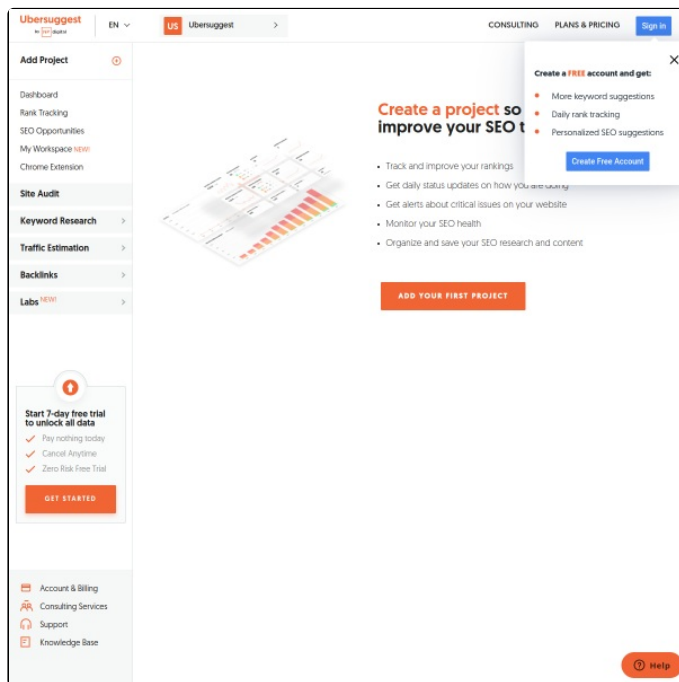 Ubersuggest
by NP digital
EN
US Ubersuggest
CONSULTING
PLANS & PRICING
Sign in
Add Project
Dashboard
Rank Tracking
SEO Opportunities
My Workspace NEW!
Chrome Extension
Site Audit
Keyword Research
Traffic Estimation
Backlinks
Labs NEW!
Start 7-day free trial
to unlock all data
Pay nothing today
Cancel Anytime
Zero Risk Free Trial
GET STARTED
Account & Billing
Consulting Services
Support
Knowledge Base
Create a project so
improve your SEO t
• Track and improve your rankings
• Get daily status updates on how you are doing
• Get alerts about critical issues on your website
• Monitor your SEO health
• Organize and save your SEO research and content
ADD YOUR FIRST PROJECT
Create a FREE account and get:
• More keyword suggestions
• Daily rank tracking
• Personalized SEO suggestions
Create Free Account
Help